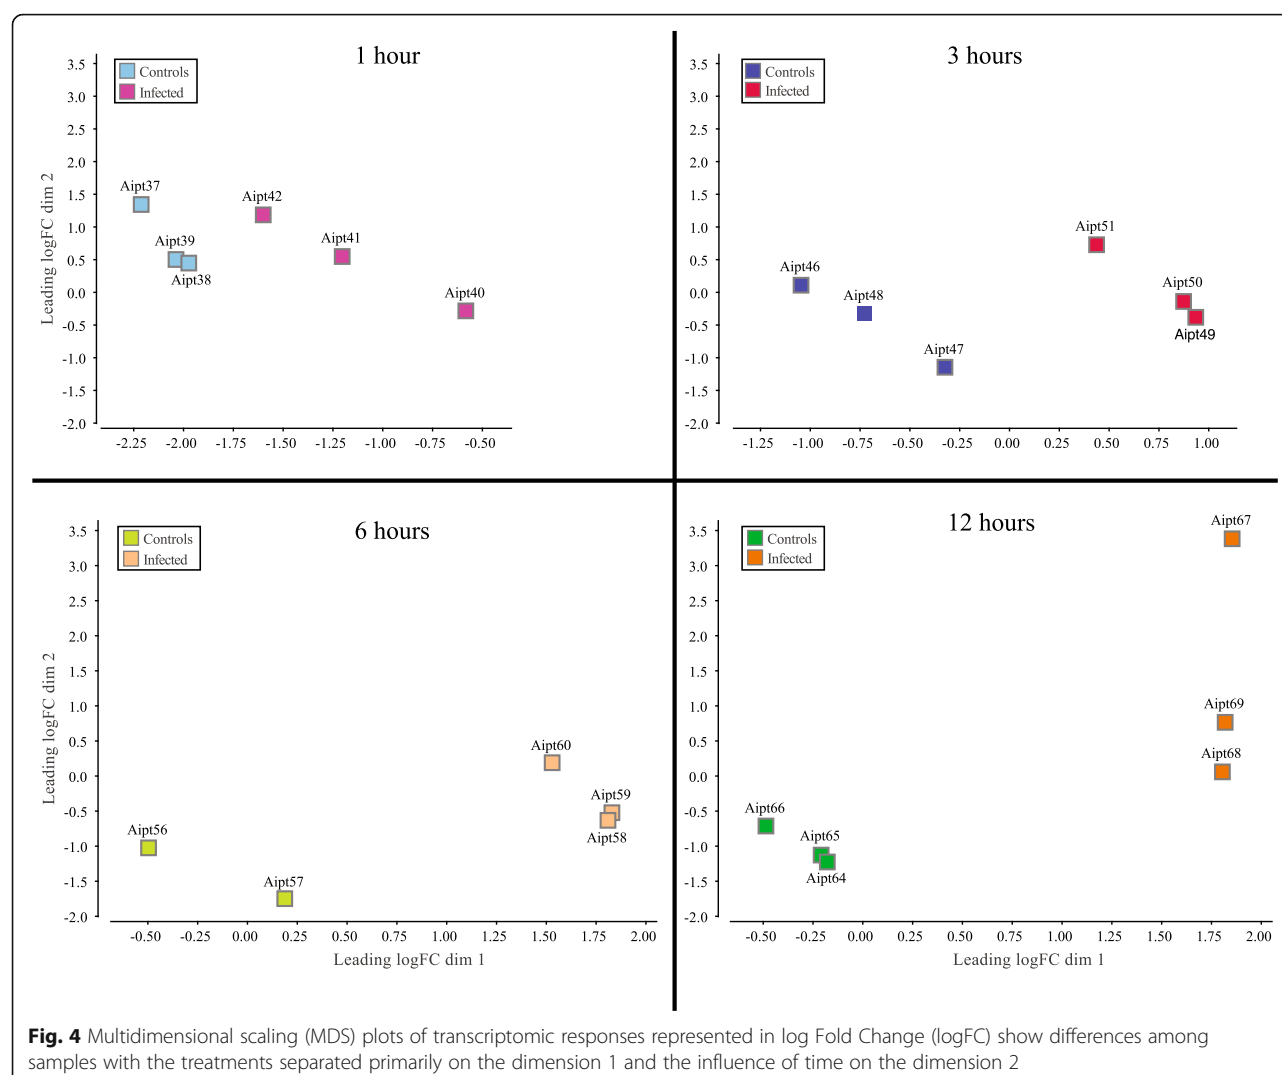 1 hour
Controls
Infected
3.5
3.0
2.5
2.0
1.5
1.0
0.5
0.0
-0.5
-1.0
-1.5
-2.0
Leading logFC dim 2
Aipt37
Aipt42
Aipt39
Aipt41
Aipt38
Aipt40
-2.25 -2.00 -1.75 -1.50 -1.25 -1.00 -0.75 -0.50
3 hours
Controls
Infected
3.5
3.0
2.5
2.0
1.5
1.0
0.5
0.0
-0.5
-1.0
-1.5
-2.0
Aipt51
Aipt46
Aipt50
Aipt48
Aipt49
Aipt47
-1.25 -1.00 -0.75 -0.50 -0.25 0.00 0.25 0.50 0.75 1.00
6 hours
Controls
Infected
3.5
3.0
2.5
2.0
1.5
1.0
0.5
0.0
-0.5
-1.0
-1.5
-2.0
Leading logFC dim 2
Aipt60
Aipt59
Aipt56
Aipt58
Aipt57
-0.50 -0.25 0.00 0.25 0.50 0.75 1.00 1.25 1.50 1.75 2.00
Leading logFC dim 1
12 hours
Controls
Infected
3.5
3.0
2.5
2.0
1.5
1.0
0.5
0.0
-0.5
-1.0
-1.5
-2.0
Aipt67
Aipt69
Aipt68
Aipt66
Aipt65
Aipt64
-0.50 -0.25 0.00 0.25 0.50 0.75 1.00 1.25 1.50 1.75 2.00
Leading logFC dim 1
Fig. 4 Multidimensional scaling (MDS) plots of transcriptomic responses represented in log Fold Change (logFC) show differences among
samples with the treatments separated primarily on the dimension 1 and the influence of time on the dimension 2